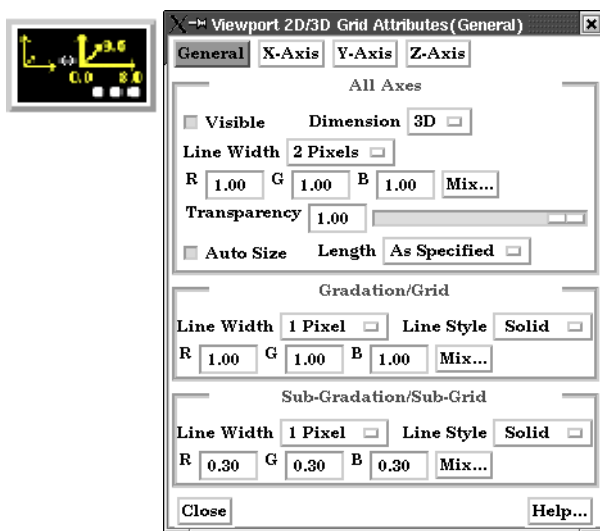 3.6
0.0 8.0
Viewport 2D/3D Grid Attributes(General)
General X-Axis Y-Axis Z-Axis
All Axes
Visible Dimension 3D
Line Width 2 Pixels
R 1.00 G 1.00 B 1.00 Mix...
Transparency 1.00
Auto Size Length As Specified
Gradation/Grid
Line Width 1 Pixel Line Style Solid
R 1.00 G 1.00 B 1.00 Mix...
Sub-Gradation/Sub-Grid
Line Width 1 Pixel Line Style Solid
R 0.30 G 0.30 B 0.30 Mix...
Close Help...